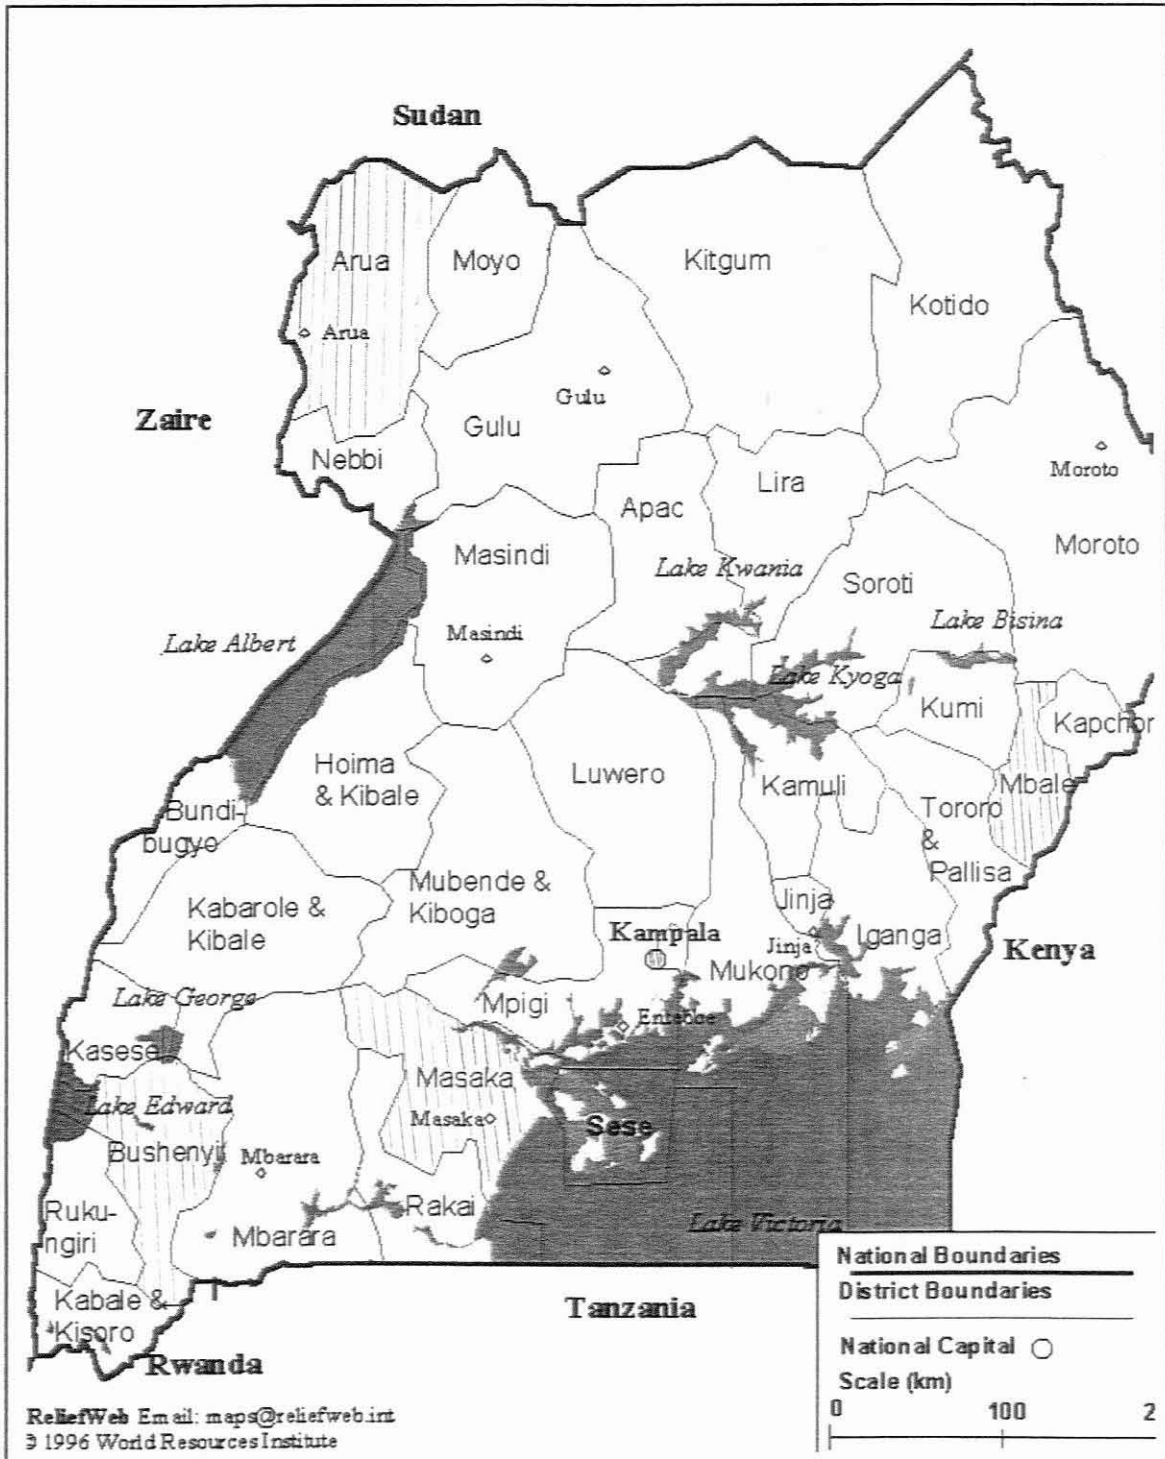 Sudan
Arua
Moyo
Kitgum
Kotido
Arua
Gulu
Zaire
Gulu
Nebbi
Moroto
Lira
Apac
Moroto
Masindi
Lake Kwania
Soroti
Lake Bisina
Lake Albert
Masindi
Lake Kyoga
Kumi
Kapchor
Hoima
& Kibale
Luwero
Kamuli
Mbale
Bundi-
bugyo
Tororo
&
Pallisa
Mubende &
Kiboga
Kabarole &
Kibale
Jinja
Kampala
Jinja
Iganga
Kenya
Mukono
Lake George
Mpigi
Entebbe
Kasese
Masaka
Lake Edward
Masaka
Sese
Bushenyi
Mbarara
Ruku-
ngiri
Rakai
Mbarara
Lake Victoria
Kabale &
Kisoro
Tanzania
Rwanda
National Boundaries
District Boundaries
National Capital
Scale (km)
0 100 2
ReliefWeb Email: maps@reliefweb.int
1996 World Resources Institute